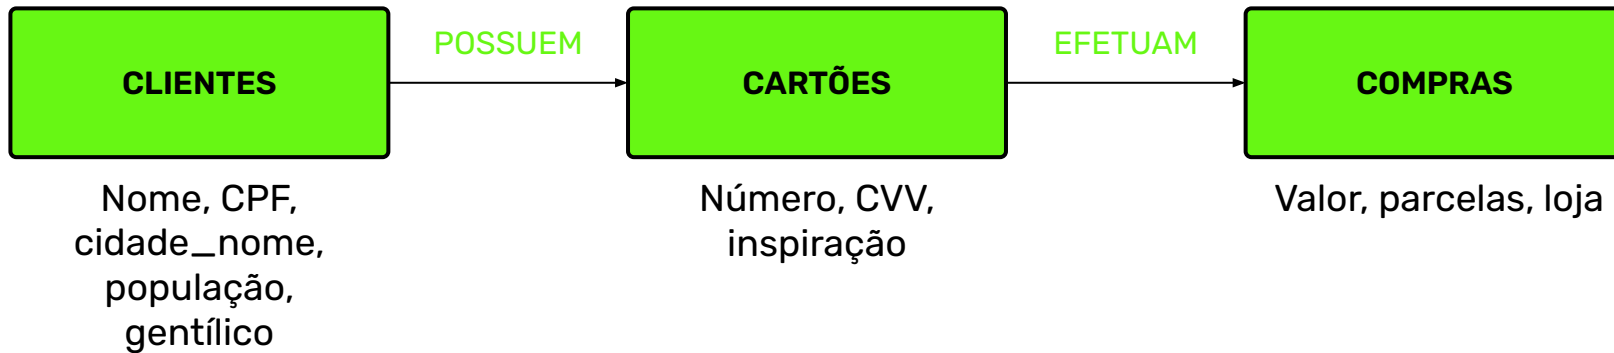 CLIENTES
POSSUEM
CARTÕES
EFETUAM
COMPRAS
Nome, CPF,
cidade_nome,
população,
gentílico
Número, CVV,
inspiração
Valor, parcelas, loja